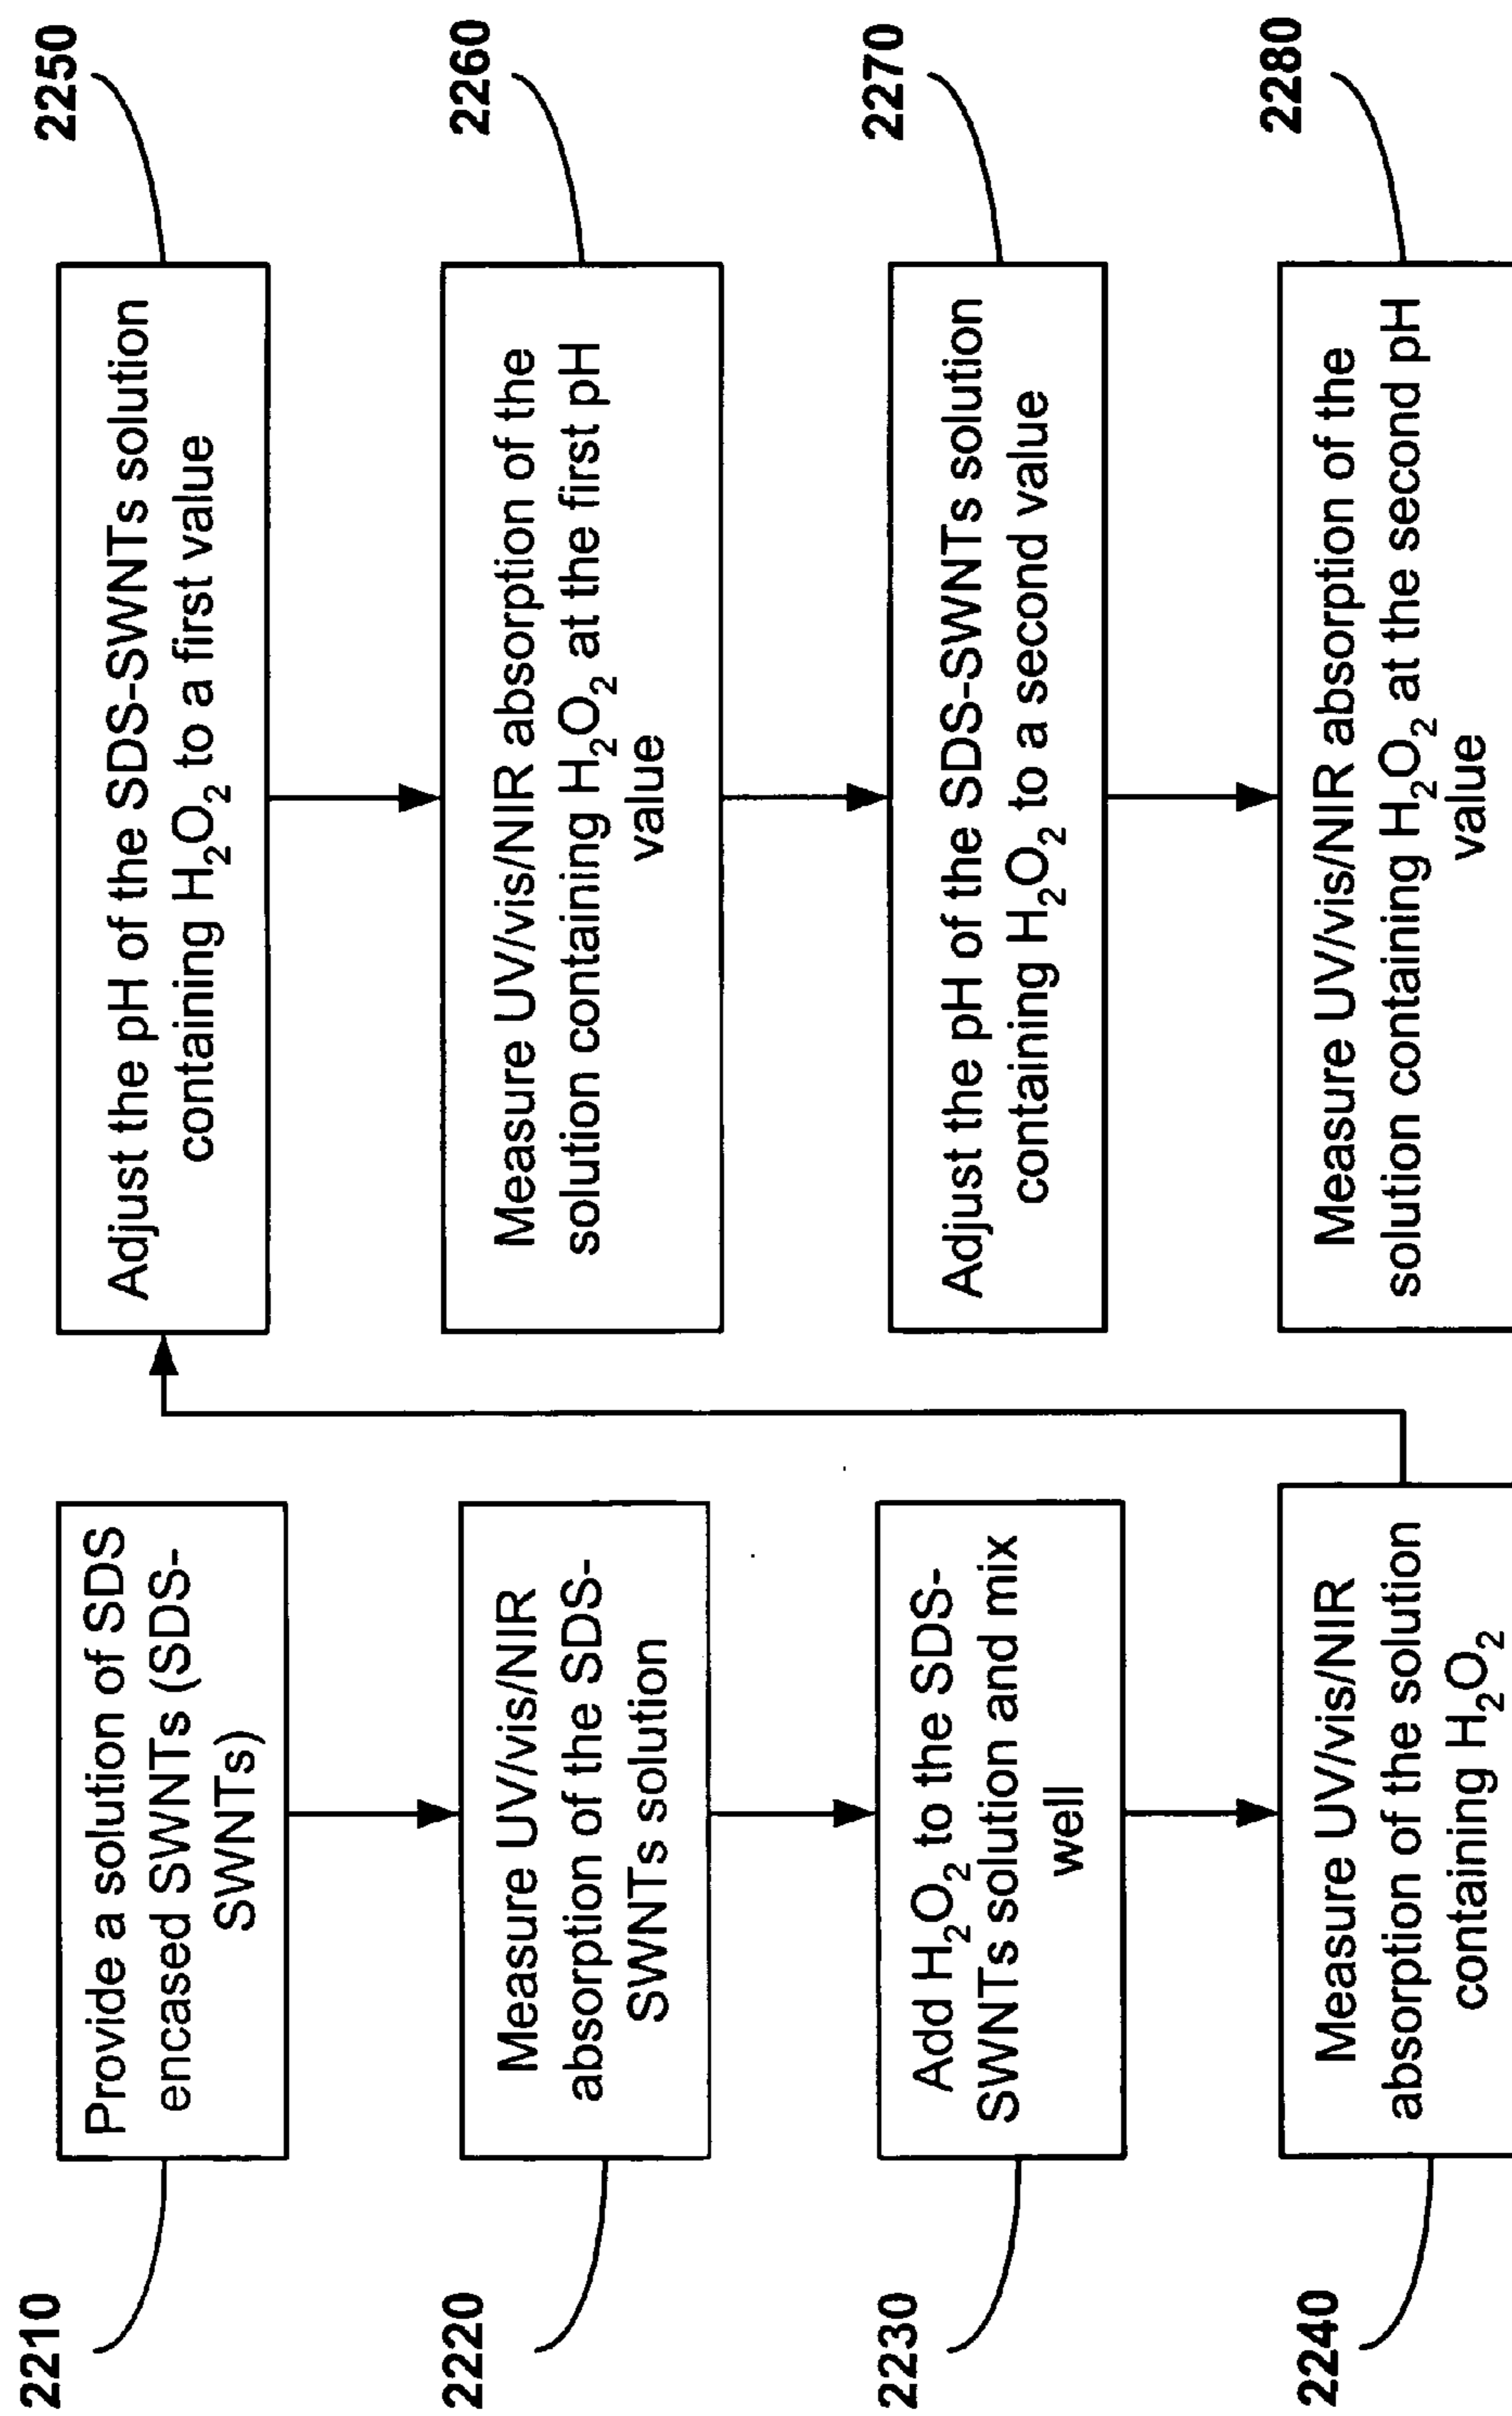 2210
Provide a solution of SDS
encased SWNTs (SDS-
SWNTs)
2220
Measure UV/vis/NIR
absorption of the SDS-
SWNTs solution
2230
Add H₂O₂ to the SDS-
SWNTs solution and mix
well
2240
Measure UV/vis/NIR
absorption of the solution
containing H₂O₂
2250
Adjust the pH of the SDS-SWNTs solution
containing H₂O₂ to a first value
2260
Measure UV/vis/NIR absorption of the
solution containing H₂O₂ at the first pH
value
2270
Adjust the pH of the SDS-SWNTs solution
containing H₂O₂ to a second value
2280
Measure UV/vis/NIR absorption of the
solution containing H₂O₂ at the second pH
value